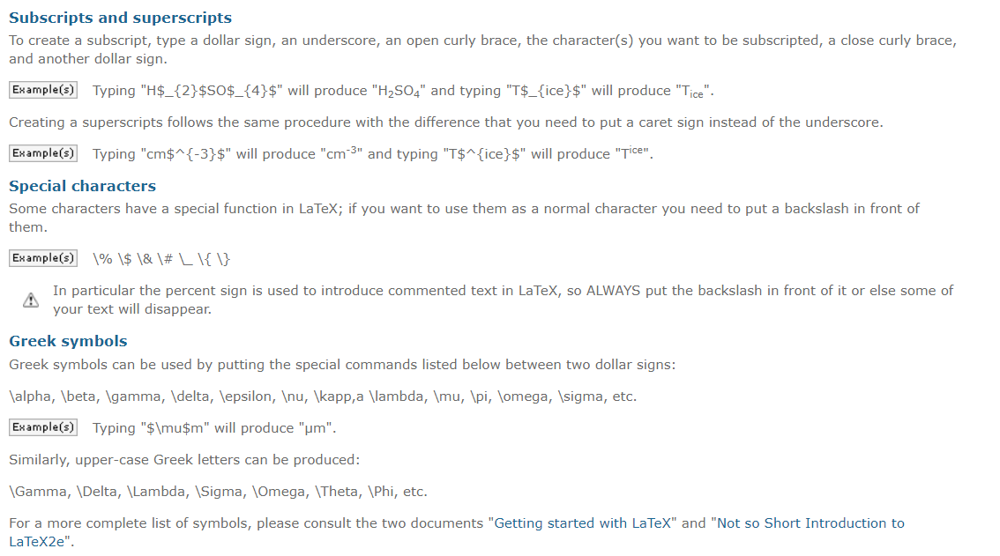 Subscripts and superscripts
To create a subscript, type a dollar sign, an underscore, an open curly brace, the character(s) you want to be subscripted, a close curly brace,
and another dollar sign.
Example(s) Typing "H$_{2}$SO$_{4}$" will produce "H₂SO₄" and typing "T$_{ice}$" will produce "Tice".
Creating a superscripts follows the same procedure with the difference that you need to put a caret sign instead of the underscore.
Example(s) Typing "cm$^{-3}$" will produce "cm⁻³" and typing "T$^{ice}$" will produce "Tⁱᶜᵉ".
Special characters
Some characters have a special function in LaTeX; if you want to use them as a normal character you need to put a backslash in front of
them.
Example(s) \% \$ \& \# \_ \{ \}
In particular the percent sign is used to introduce commented text in LaTeX, so ALWAYS put the backslash in front of it or else some of
your text will disappear.
Greek symbols
Greek symbols can be used by putting the special commands listed below between two dollar signs:
\alpha, \beta, \gamma, \delta, \epsilon, \nu, \kapp,a \lambda, \mu, \pi, \omega, \sigma, etc.
Example(s) Typing "$\mu$m" will produce "µm".
Similarly, upper-case Greek letters can be produced:
\Gamma, \Delta, \Lambda, \Sigma, \Omega, \Theta, \Phi, etc.
For a more complete list of symbols, please consult the two documents "Getting started with LaTeX" and "Not so Short Introduction to
LaTeX2e".